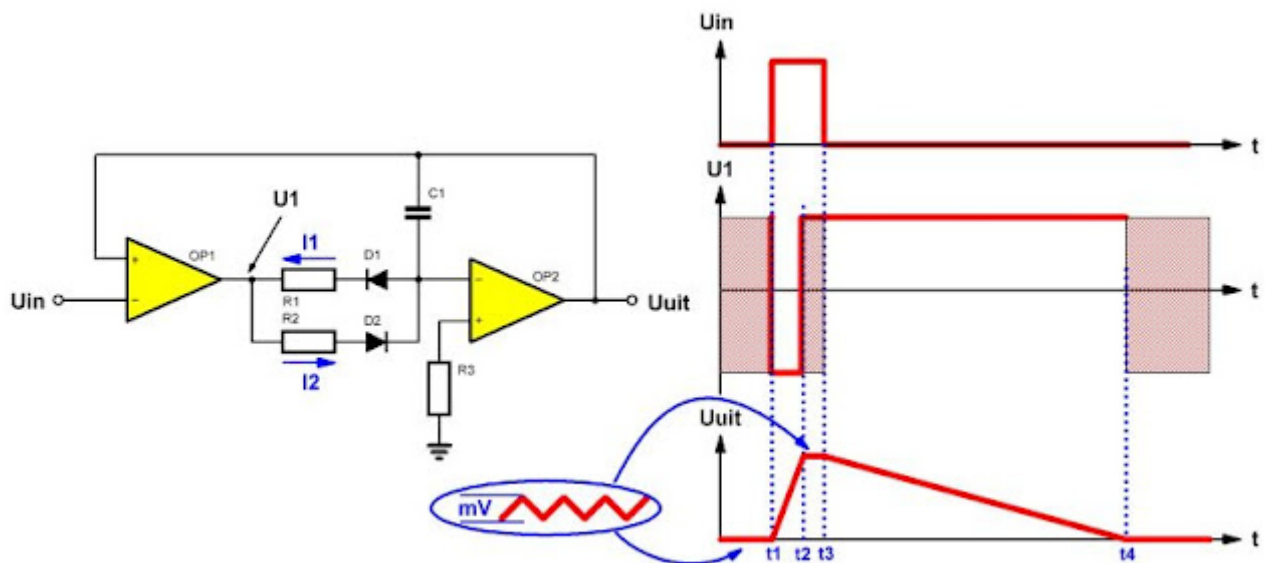 Uin
t
U1
t
Uuit
t
t1
t2
t3
t4
U1
C1
OP1
I1
D1
R1
R2
D2
I2
OP2
R3
+
−
−
+
Uin
Uuit
mV